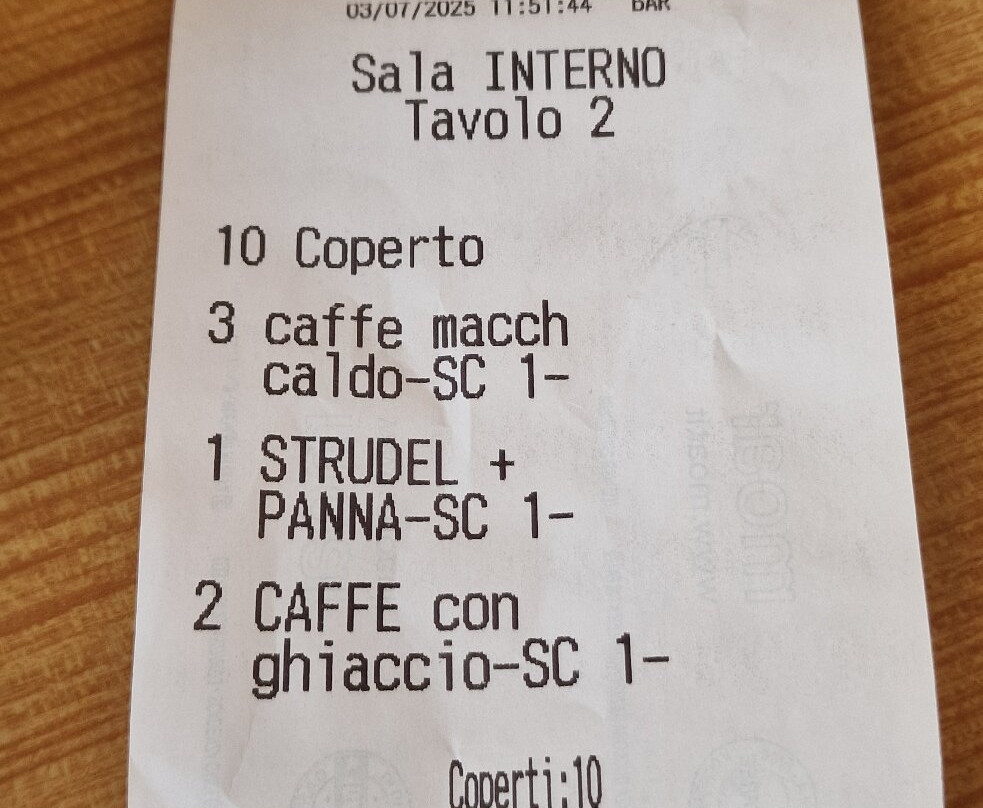 03/07/2025 11:51:44 BAR
Sala INTERNO
Tavolo 2
10 Coperto
3 caffe macch
caldo-SC 1-
1 STRUDEL +
PANNA-SC 1-
2 CAFFE con
ghiaccio-SC 1-
Coperti:10